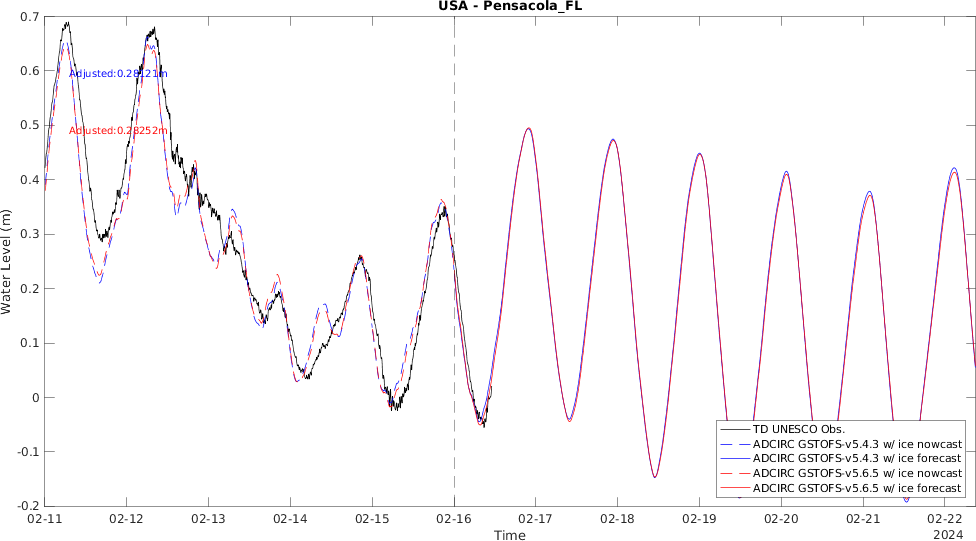 USA - Pensacola_FL
0.7
0.6
0.5
0.4
0.3
0.2
0.1
0
-0.1
-0.2
Water Level (m)
Adjusted:0.28121m
Adjusted:0.28252m
TD UNESCO Obs.
ADCIRC GSTOFS-v5.4.3 w/ ice nowcast
ADCIRC GSTOFS-v5.4.3 w/ ice forecast
ADCIRC GSTOFS-v5.6.5 w/ ice nowcast
ADCIRC GSTOFS-v5.6.5 w/ ice forecast
02-11 02-12 02-13 02-14 02-15 02-16 02-17 02-18 02-19 02-20 02-21 02-22
Time
2024